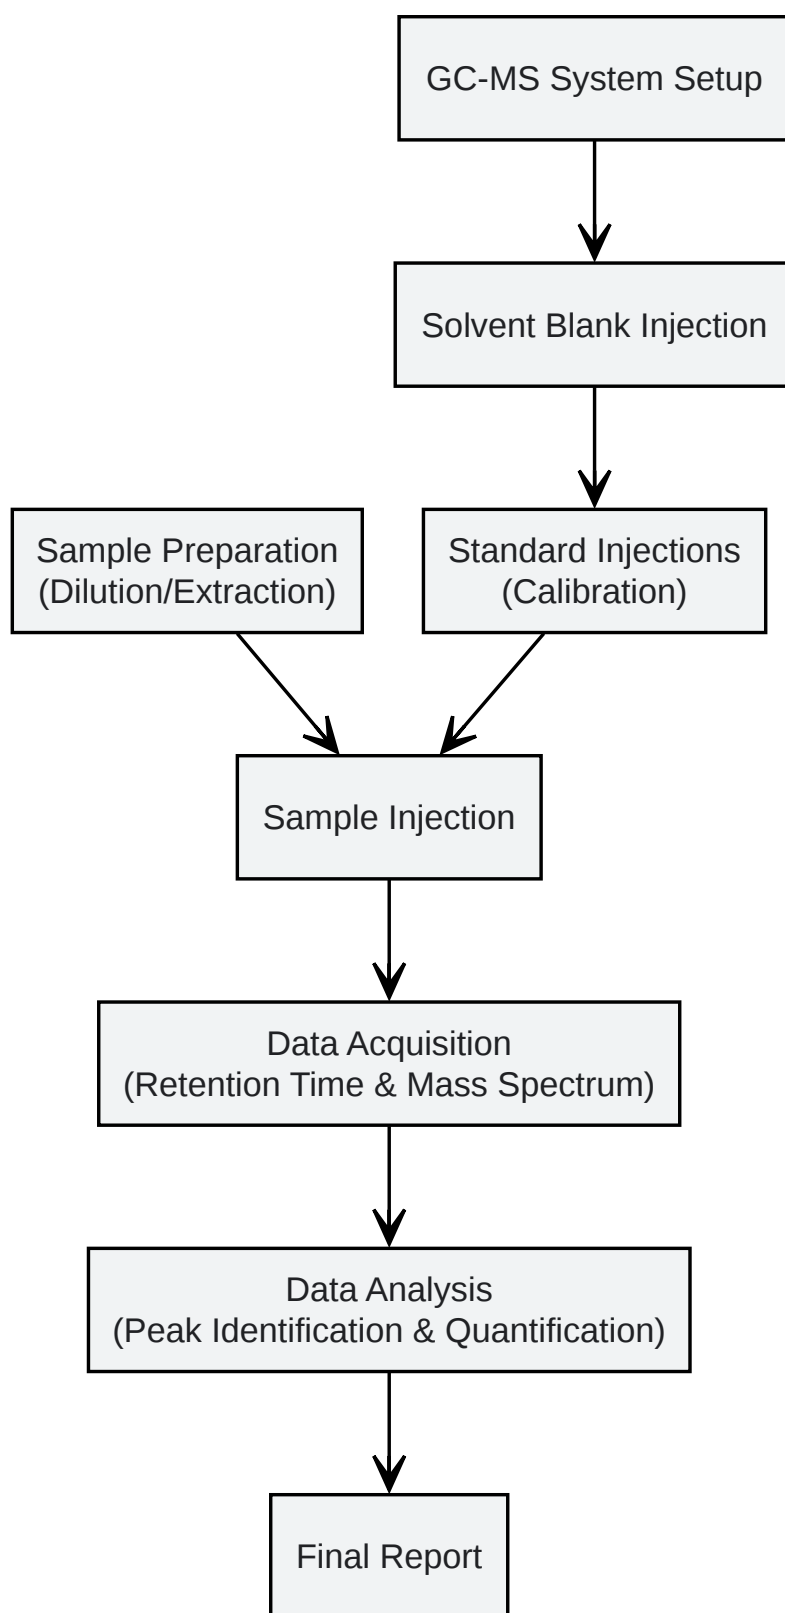 GC-MS System Setup
Solvent Blank Injection
Sample Preparation
(Dilution/Extraction)
Standard Injections
(Calibration)
Sample Injection
Data Acquisition
(Retention Time & Mass Spectrum)
Data Analysis
(Peak Identification & Quantification)
Final Report